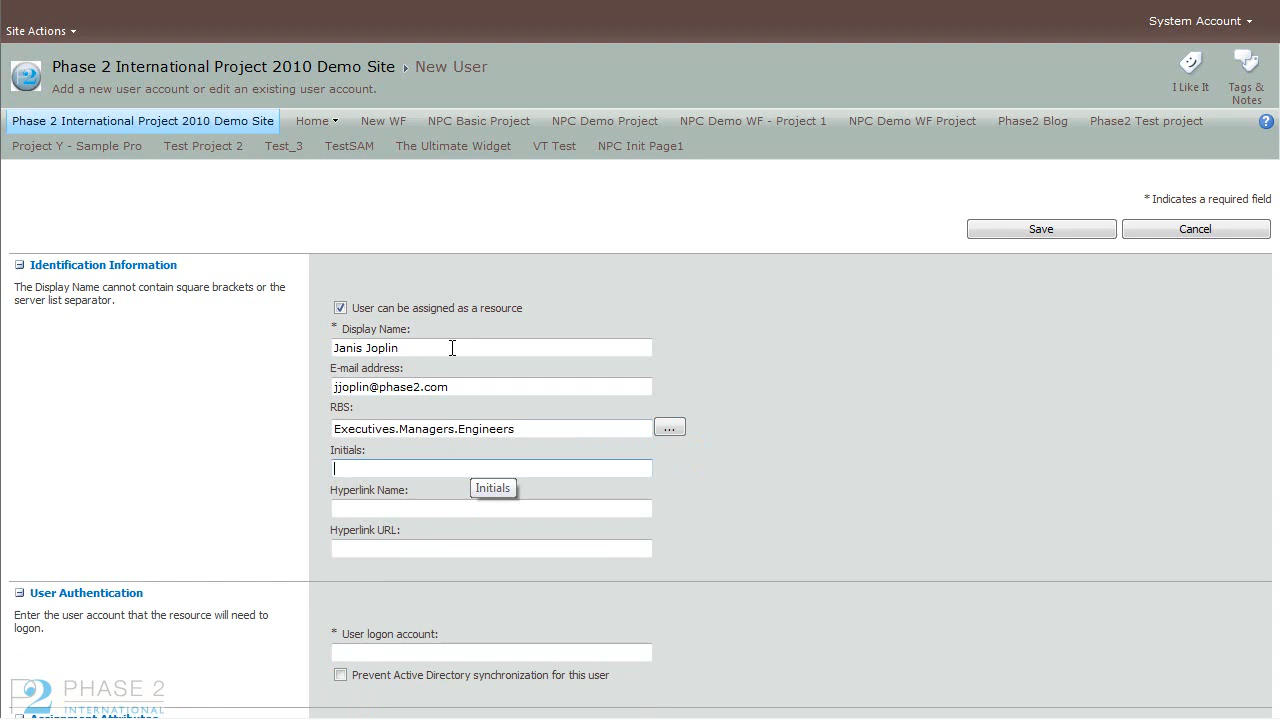 System Account
Site Actions
Phase 2 International Project 2010 Demo Site › New User
Add a new user account or edit an existing user account.
I Like It
Tags & Notes
Phase 2 International Project 2010 Demo Site Home New WF NPC Basic Project NPC Demo Project NPC Demo WF - Project 1 NPC Demo WF Project Phase2 Blog Phase2 Test project ?
Project Y - Sample Pro Test Project 2 Test_3 TestSAM The Ultimate Widget VT Test NPC Init Page1
* Indicates a required field
Save Cancel
Identification Information
The Display Name cannot contain square brackets or the
server list separator.
User can be assigned as a resource
* Display Name:
Janis Joplin
E-mail address:
jjoplin@phase2.com
RBS:
Executives.Managers.Engineers ...
Initials:
Initials
Hyperlink Name:
Hyperlink URL:
User Authentication
Enter the user account that the resource will need to
logon.
* User logon account:
Prevent Active Directory synchronization for this user
P2 PHASE 2
INTERNATIONAL
Assignment Attributes